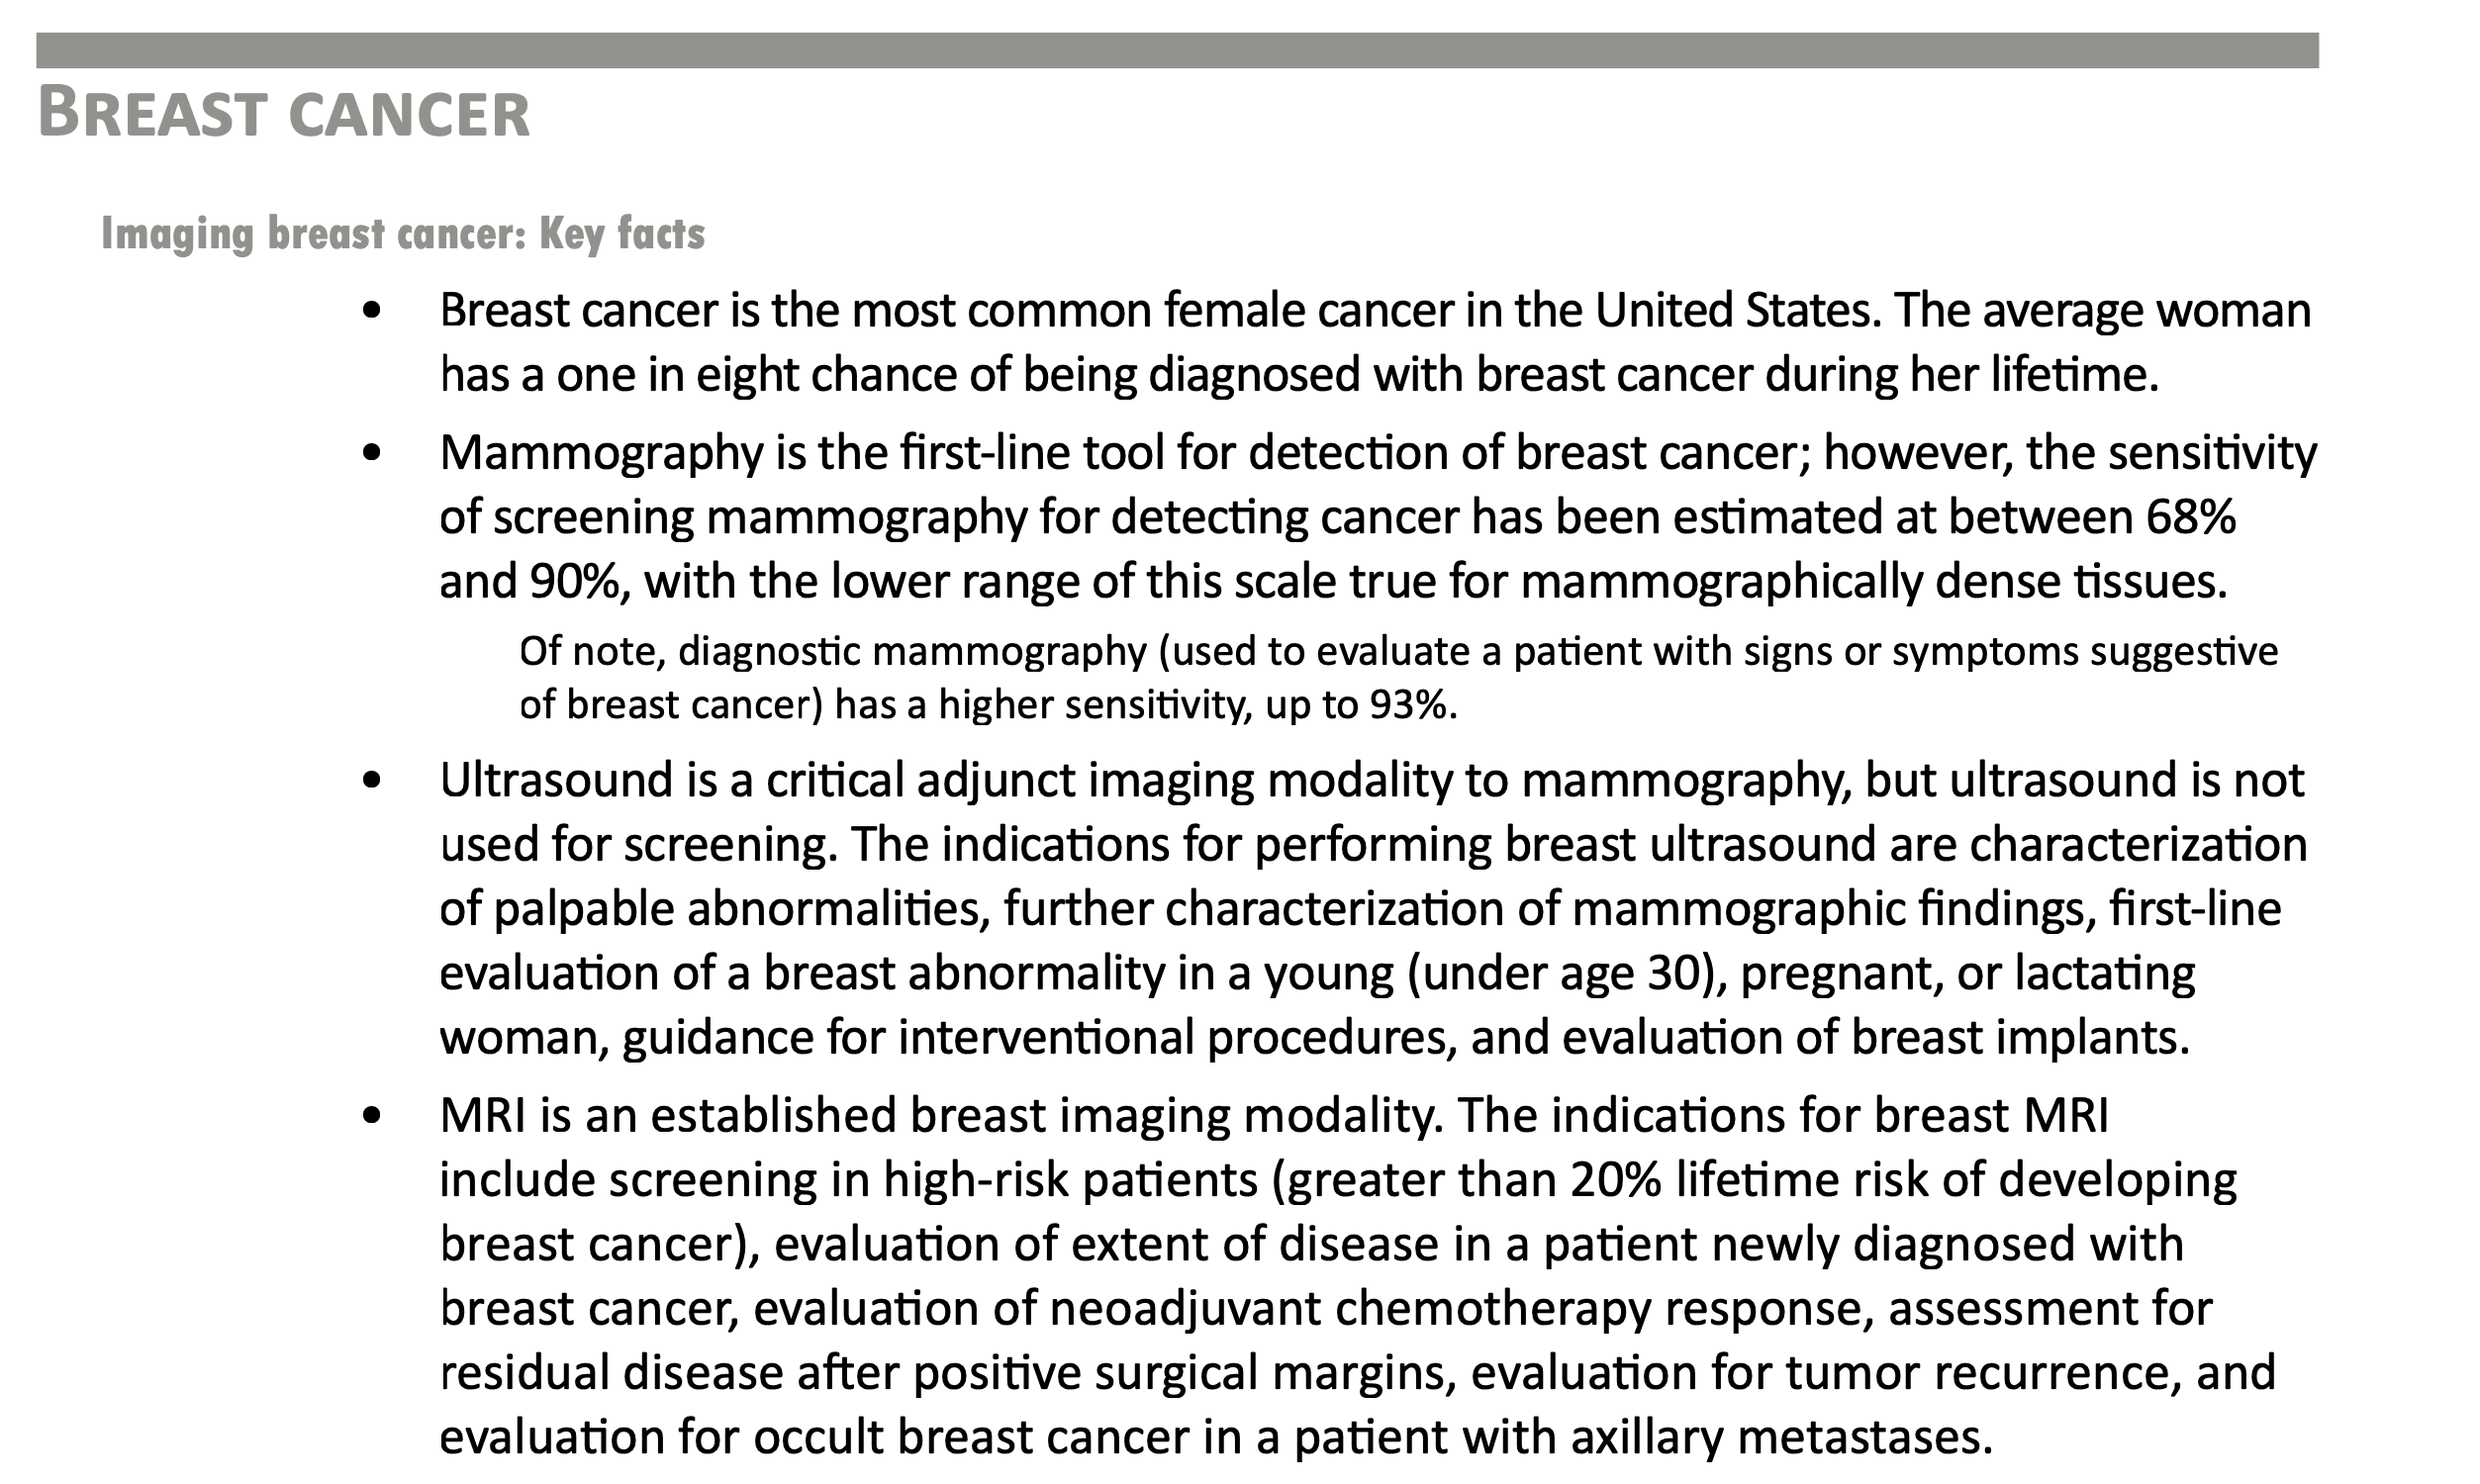 BREAST CANCER
Imaging breast cancer: Key facts
• Breast cancer is the most common female cancer in the United States. The average woman
has a one in eight chance of being diagnosed with breast cancer during her lifetime.
• Mammography is the first-line tool for detection of breast cancer; however, the sensitivity
of screening mammography for detecting cancer has been estimated at between 68%
and 90%, with the lower range of this scale true for mammographically dense tissues.
Of note, diagnostic mammography (used to evaluate a patient with signs or symptoms suggestive
of breast cancer) has a higher sensitivity, up to 93%.
• Ultrasound is a critical adjunct imaging modality to mammography, but ultrasound is not
used for screening. The indications for performing breast ultrasound are characterization
of palpable abnormalities, further characterization of mammographic findings, first-line
evaluation of a breast abnormality in a young (under age 30), pregnant, or lactating
woman, guidance for interventional procedures, and evaluation of breast implants.
• MRI is an established breast imaging modality. The indications for breast MRI
include screening in high-risk patients (greater than 20% lifetime risk of developing
breast cancer), evaluation of extent of disease in a patient newly diagnosed with
breast cancer, evaluation of neoadjuvant chemotherapy response, assessment for
residual disease after positive surgical margins, evaluation for tumor recurrence, and
evaluation for occult breast cancer in a patient with axillary metastases.